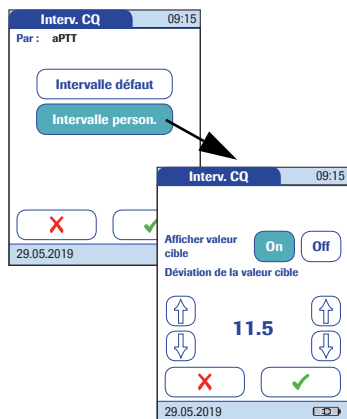 Interv. CQ 09:15
Par : aPTT
Intervalle défaut
Intervalle person.
29.05.2019
Interv. CQ 09:15
Afficher valeur
cible
On Off
Déviation de la valeur cible
11.5
29.05.2019